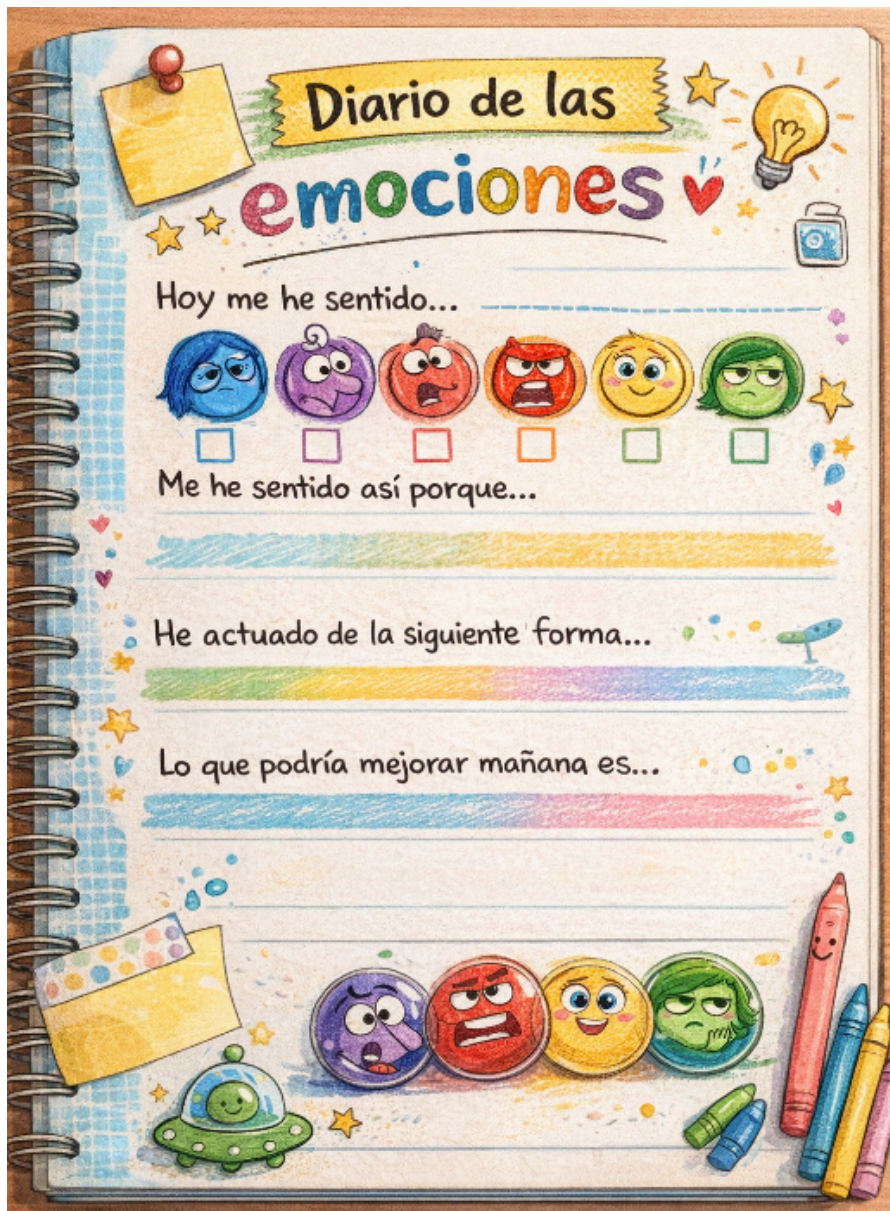 Diario de las
emociones
Hoy me he sentido...
Me he sentido así porque...
He actuado de la siguiente forma...
Lo que podría mejorar mañana es...